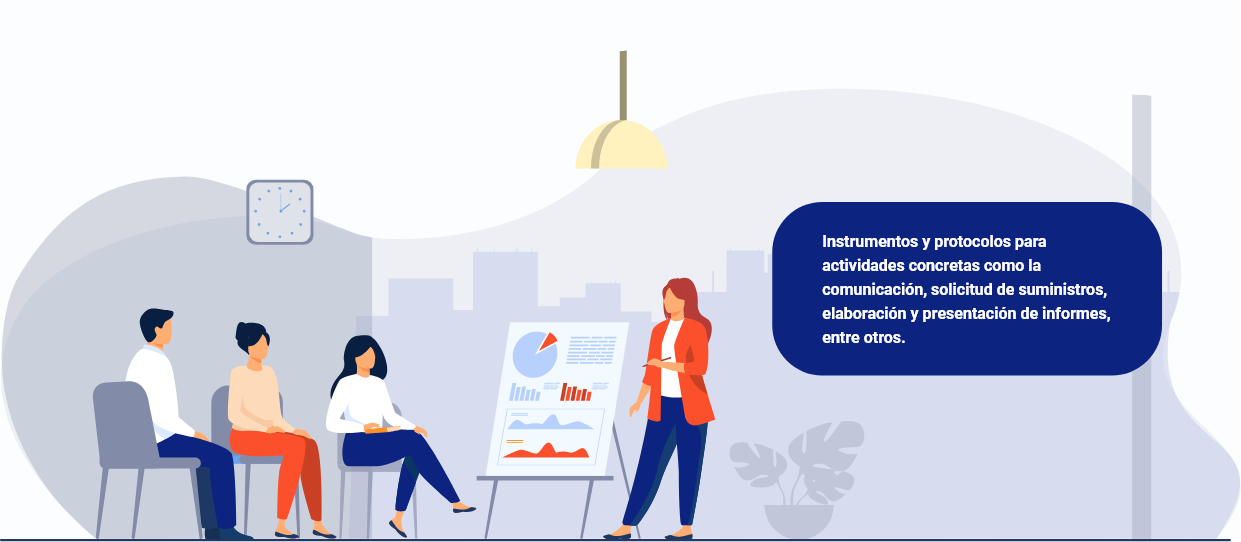 Instrumentos y protocolos para
actividades concretas como la
comunicación, solicitud de suministros,
elaboración y presentación de informes,
entre otros.